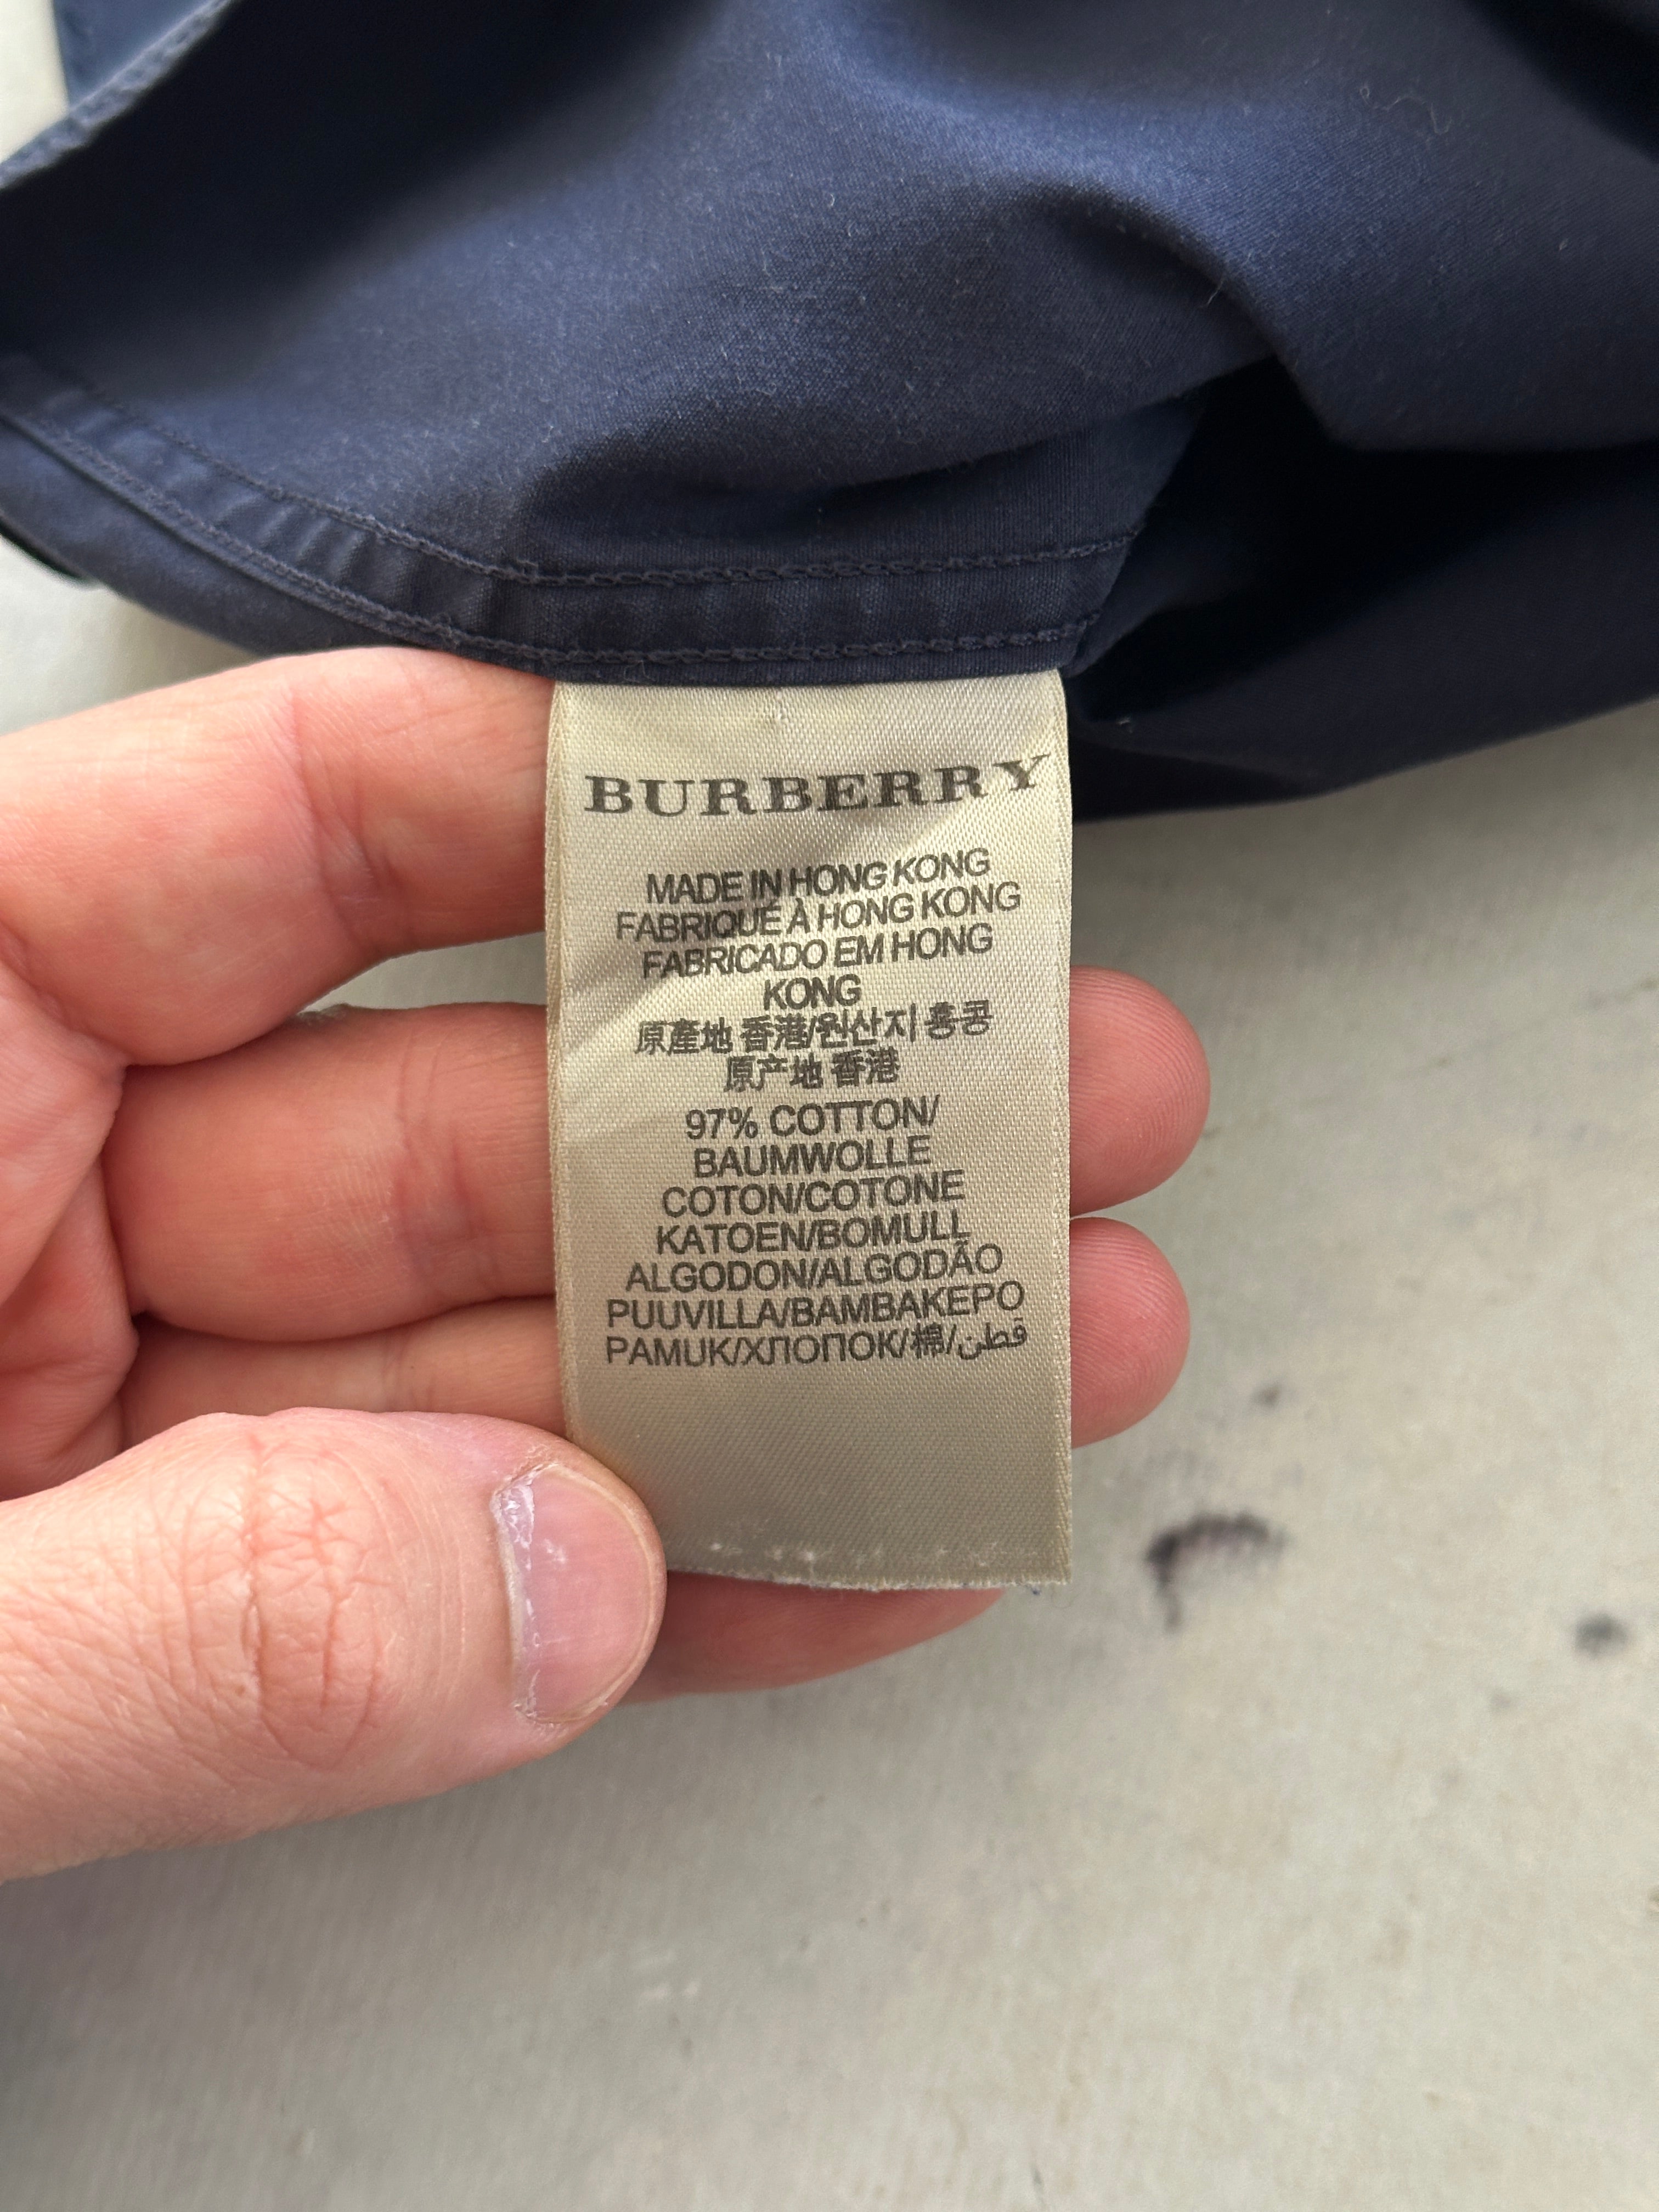 BURBERRY
MADE IN HONG KONG
FABRIQUÉ À HONG KONG
FABRICADO EM HONG
KONG
原產地 香港/원산지 홍콩
原产地 香港
97% COTTON/
BAUMWOLLE
COTON/COTONE
KATOEN/BOMULL
ALGODON/ALGODÃO
PUUVILLA/ΒΑΜΒΑΚΕΡΟ
PAMUK/ХЛОПОК/棉/قطن